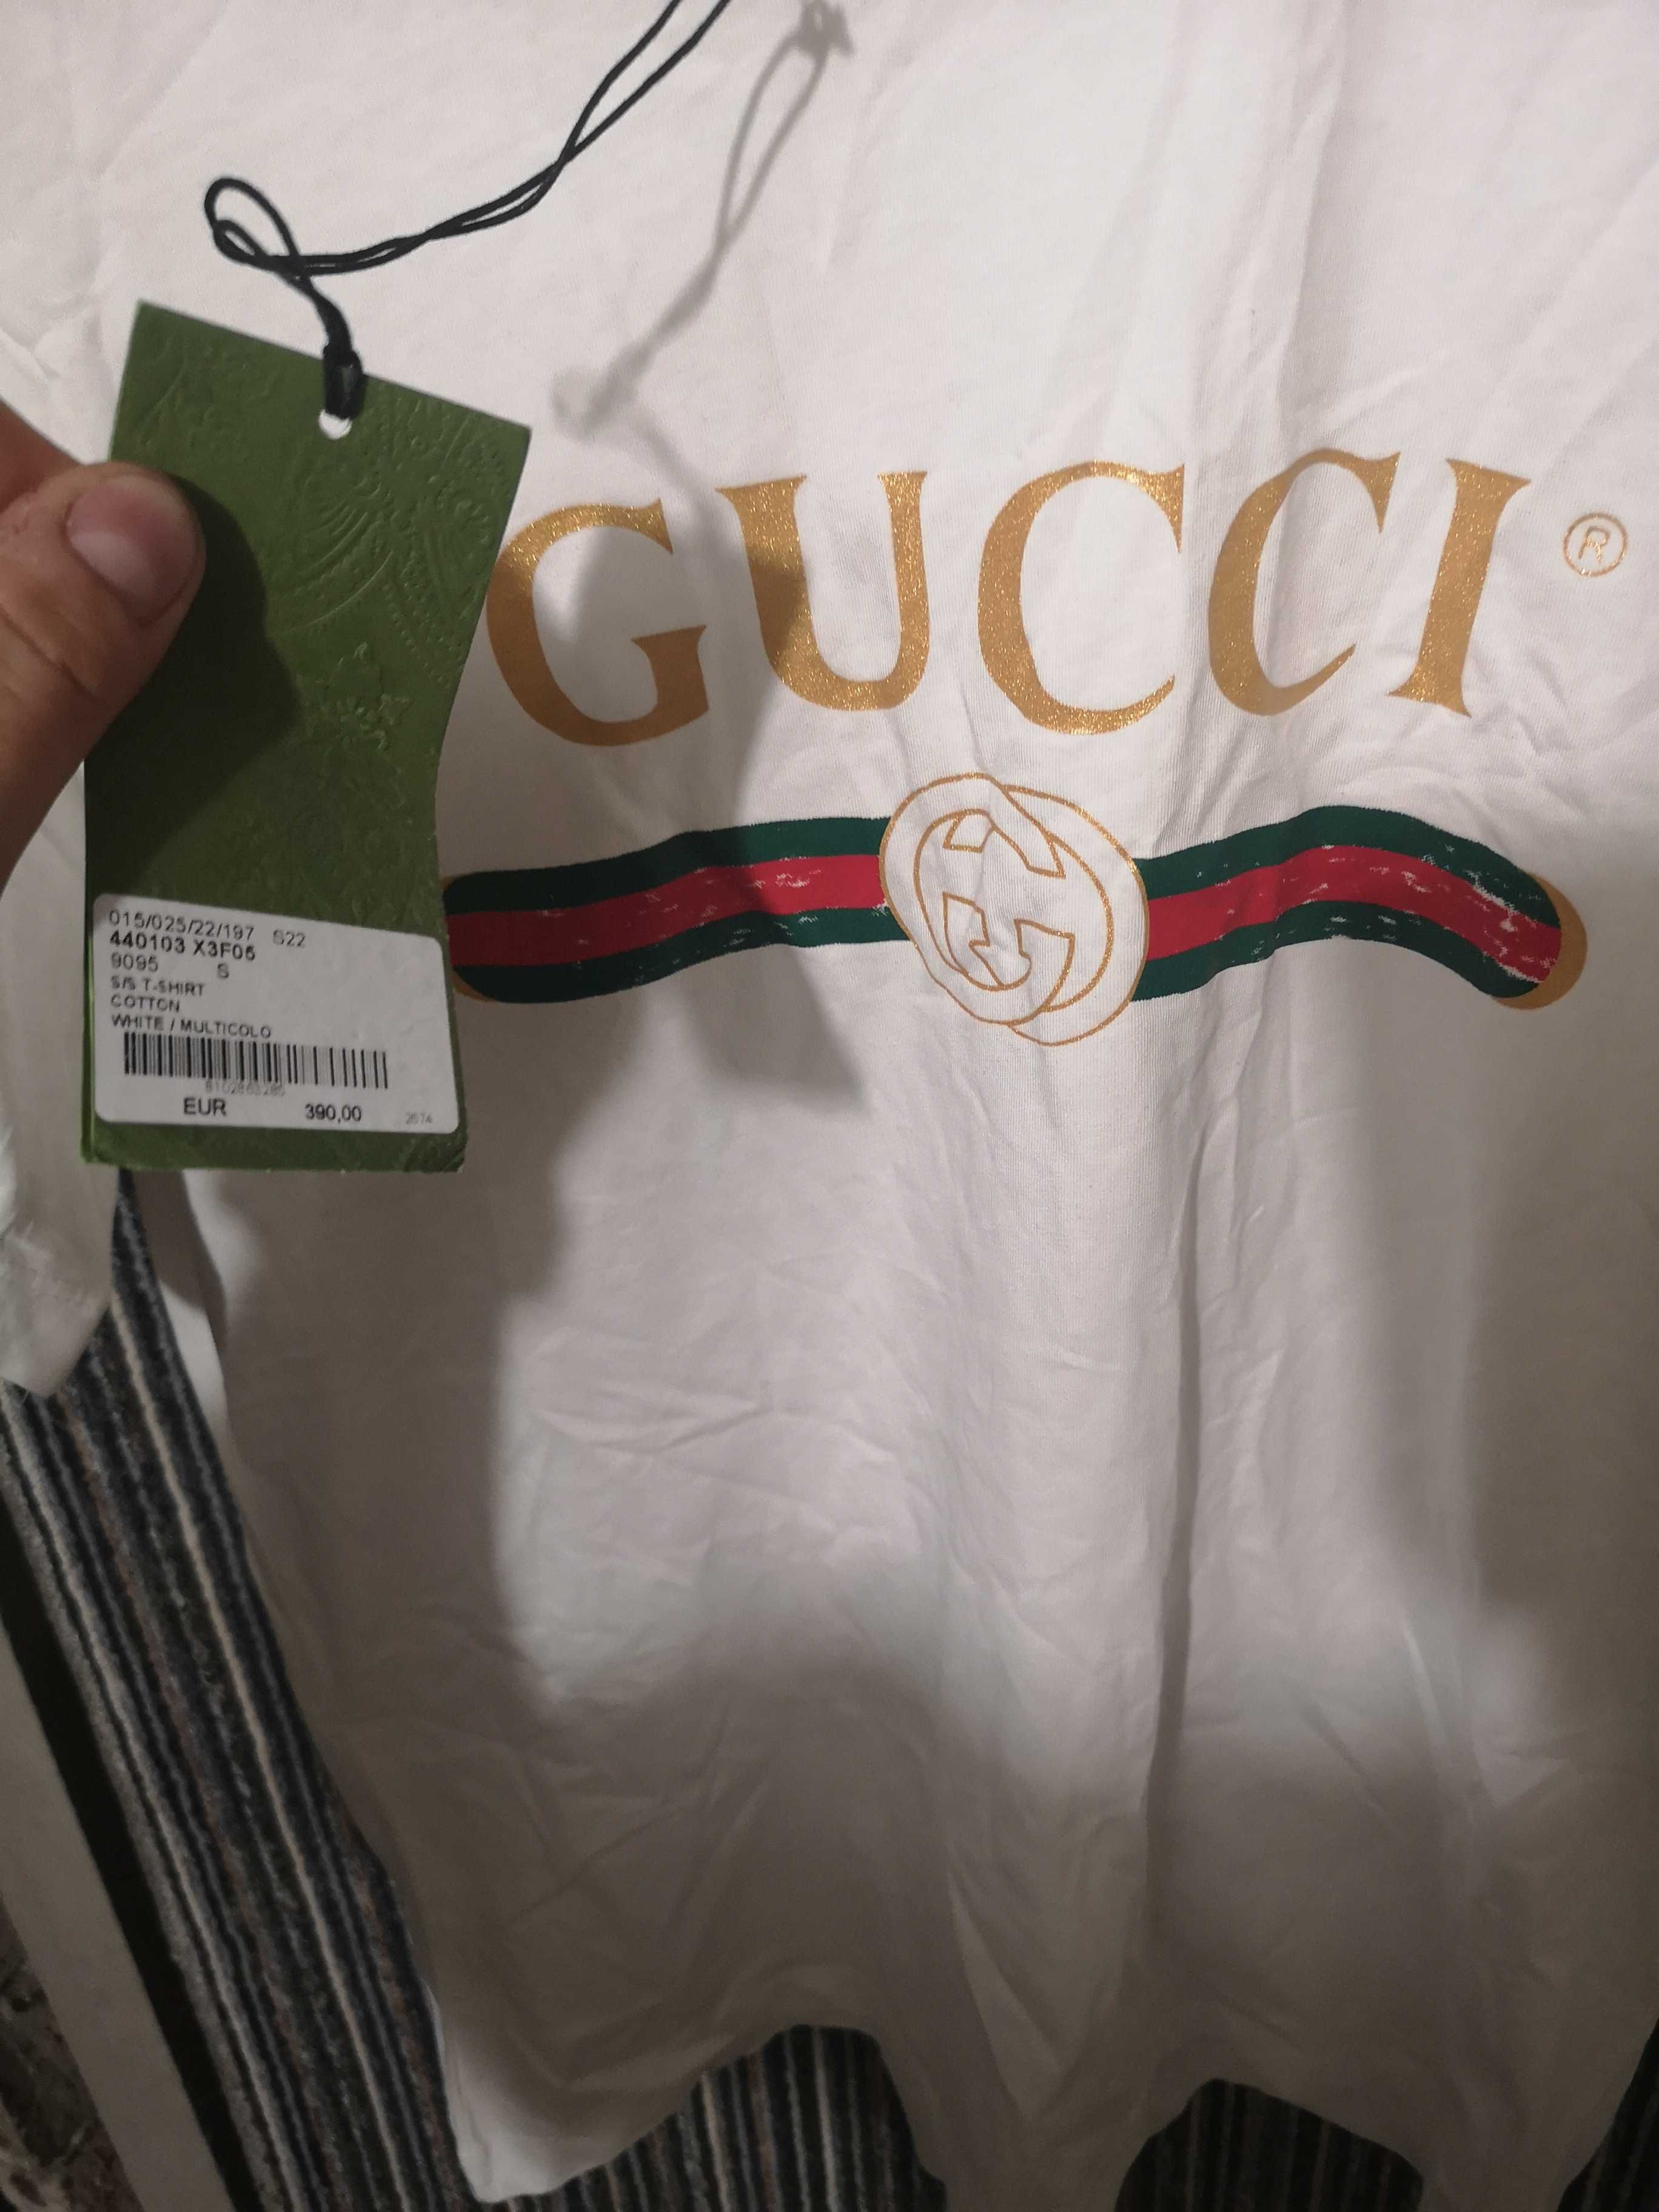 GUCCI ®
015/025/22/197 S22
440103 X3F05
9095 S
S/S T-SHIRT
COTTON
WHITE / MULTICOLO
EUR 390,00